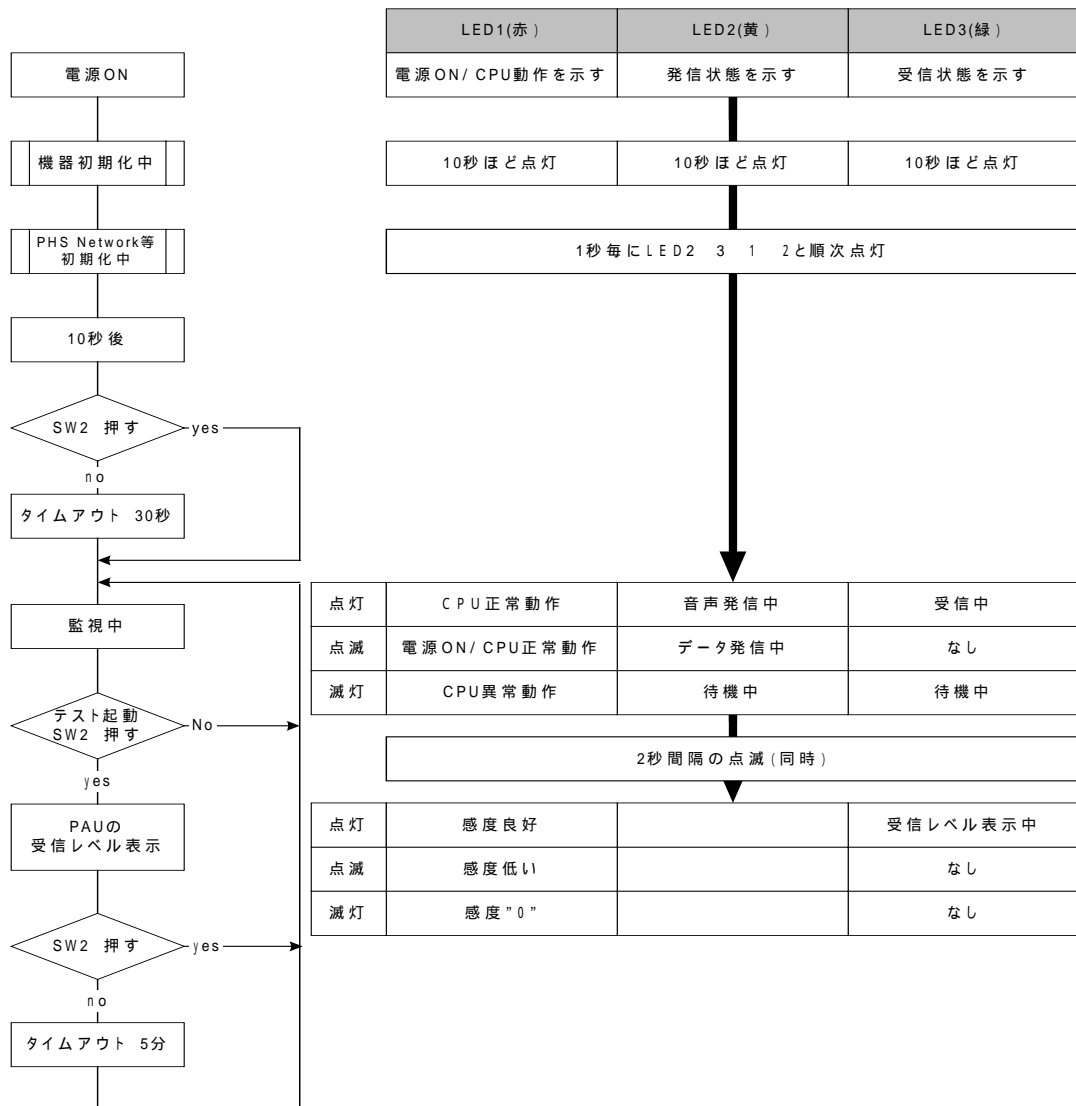 LED1(赤) LED2(黄) LED3(緑)
電源ON/CPU動作を示す 発信状態を示す 受信状態を示す
電源ON
機器初期化中
10秒ほど点灯 10秒ほど点灯 10秒ほど点灯
PHS Network等
初期化中
1秒毎にLED2 3 1 2と順次点灯
10秒後
SW2 押す yes
no
タイムアウト 30秒
監視中
点灯 CPU正常動作 音声発信中 受信中
点滅 電源ON/CPU正常動作 データ発信中 なし
滅灯 CPU異常動作 待機中 待機中
テスト起動
SW2 押す No
yes
2秒間隔の点滅(同時)
PAUの
受信レベル表示
点灯 感度良好 受信レベル表示中
点滅 感度低い なし
滅灯 感度"0" なし
SW2 押す yes
no
タイムアウト 5分